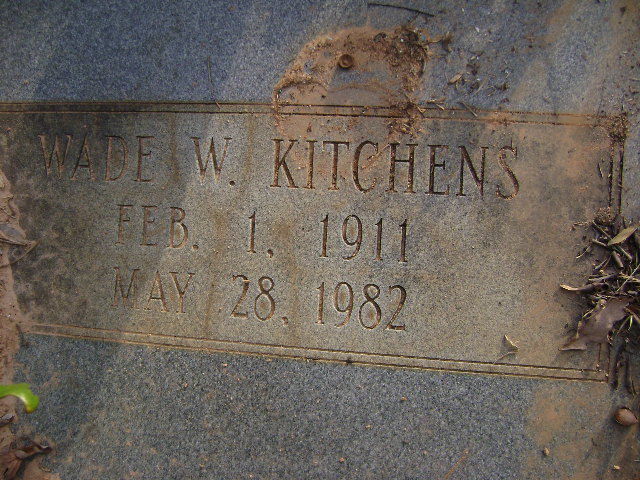 WADE W. KITCHENS
FEB. 1, 1911
MAY 28, 1982